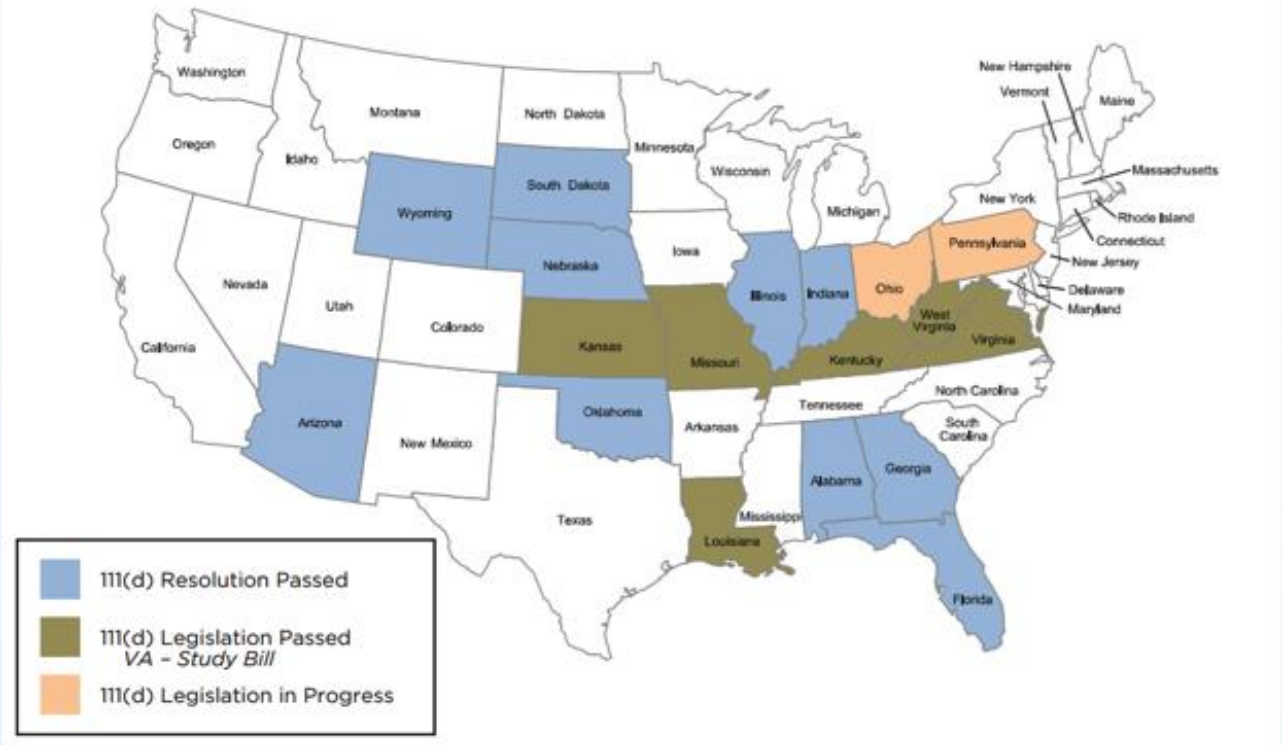 New Hampshire
Vermont
Maine
Washington
Montana
North Dakota
Minnesota
Oregon
Idaho
Wisconsin
Massachusetts
South Dakota
New York
Wyoming
Michigan
Rhode Island
Pennsylvania
Connecticut
Iowa
New Jersey
Nebraska
Nevada
Ohio
Delaware
Illinois
Indiana
Utah
Maryland
West
Virginia
Colorado
Virginia
California
Kansas
Missouri
Kentucky
North Carolina
Tennessee
Oklahoma
Arizona
South
Carolina
Arkansas
New Mexico
Georgia
Alabama
Texas
Mississippi
Louisiana
Florida
111(d) Resolution Passed
111(d) Legislation Passed
VA – Study Bill
111(d) Legislation in Progress